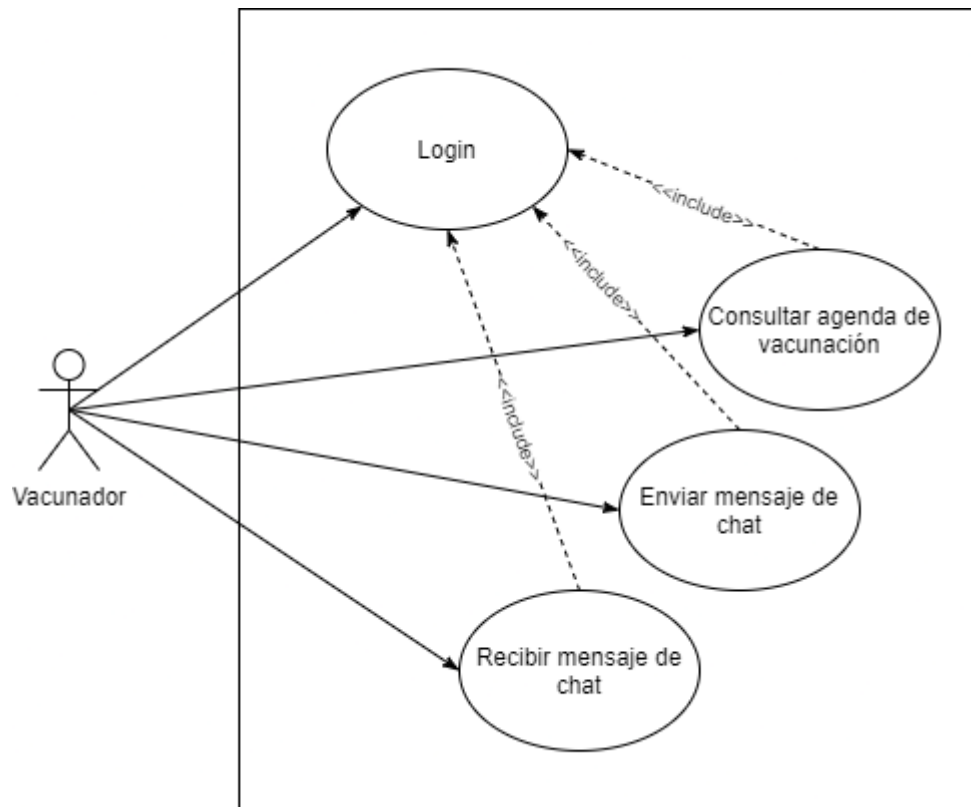 Login
<<include>>
<<include>>
Consultar agenda de
vacunación
<<include>>
Vacunador
Enviar mensaje de
chat
Recibir mensaje de
chat